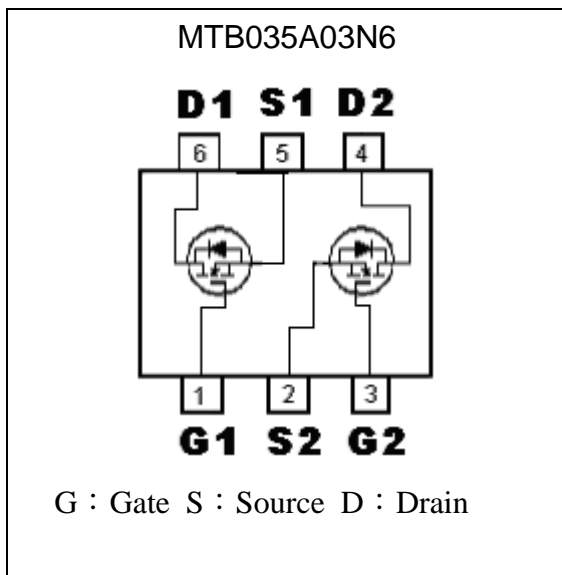 MTB035A03N6
D1 S1 D2
6 5 4
1 2 3
G1 S2 G2
G：Gate S：Source D：Drain